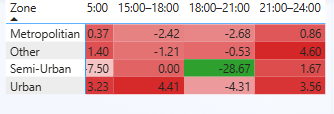 Zone 5:00 15:00–18:00 18:00–21:00 21:00–24:00
Metropolitian 0.37 -2.42 -2.68 0.86
Other 1.40 -1.21 -0.53 4.60
Semi-Urban -7.50 0.00 -28.67 1.67
Urban 3.23 4.41 -4.31 3.56